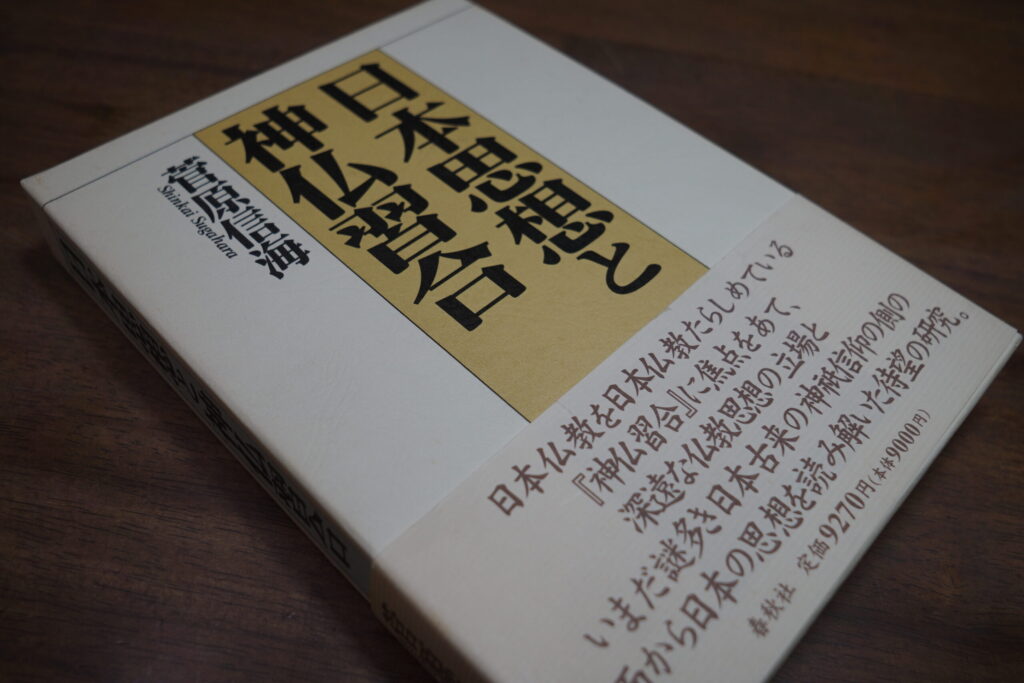 日本思想と
神仏習合
菅原信海
Shinkai Sugahara
日本仏教を日本仏教たらしめている
『神仏習合』に焦点をあて、
深遠な仏教思想の立場と
いまだ謎多き日本古来の神祇信仰の側の
面から日本の思想を読み解いた待望の研究。
春秋社 定価9270円(本体9000円)